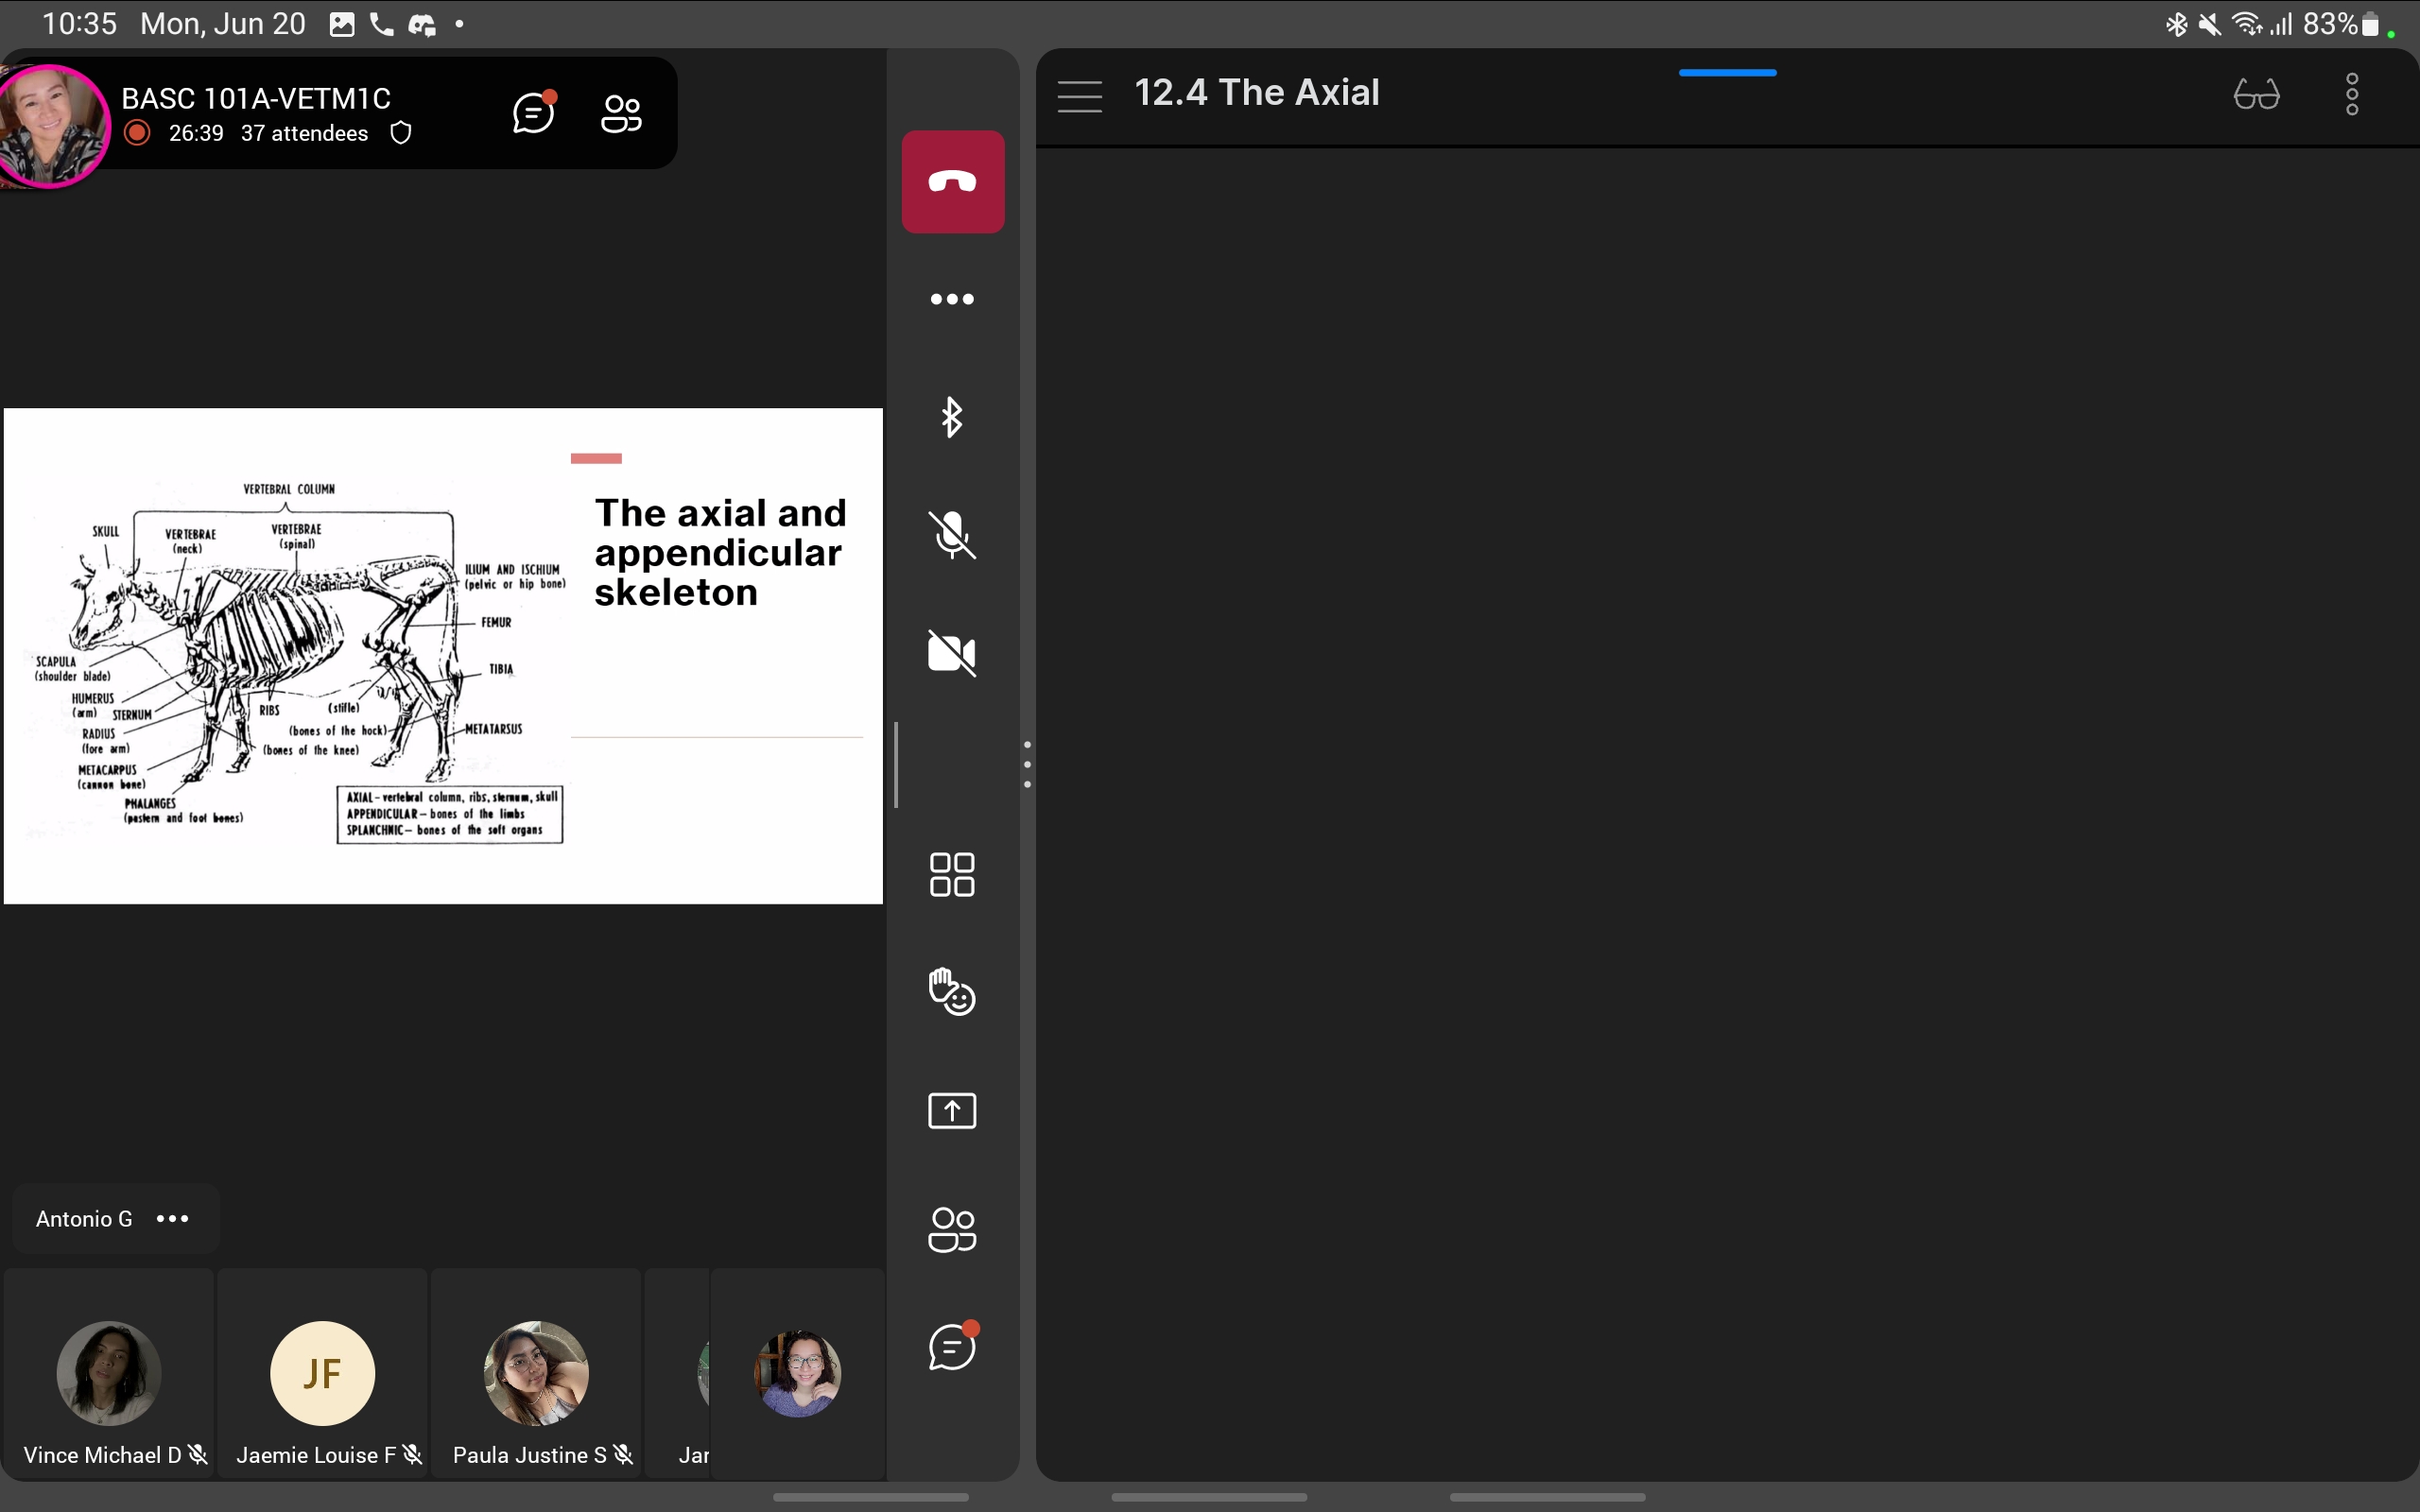 10:35 Mon, Jun 20
83%
BASC 101A-VETM1C
26:39 37 attendees
12.4 The Axial
The axial and
appendicular
skeleton
VERTEBRAL COLUMN
SKULL
VERTEBRAE
(neck)
VERTEBRAE
(spinal)
ILIUM AND ISCHIUM
(pelvic or hip bone)
FEMUR
TIBIA
SCAPULA
(shoulder blade)
HUMERUS
(arm)
STERNUM
RIBS
(stifle)
RADIUS
(fore arm)
(bones of the hock)
METATARSUS
(bones of the knee)
METACARPUS
(cannon bone)
PHALANGES
(pastern and foot bones)
AXIAL- vertebral column, ribs, sternum, skull
APPENDICULAR- bones of the limbs
SPLANCHNIC- bones of the soft organs
Antonio G
JF
Vince Michael D
Jaemie Louise F
Paula Justine S
Jar